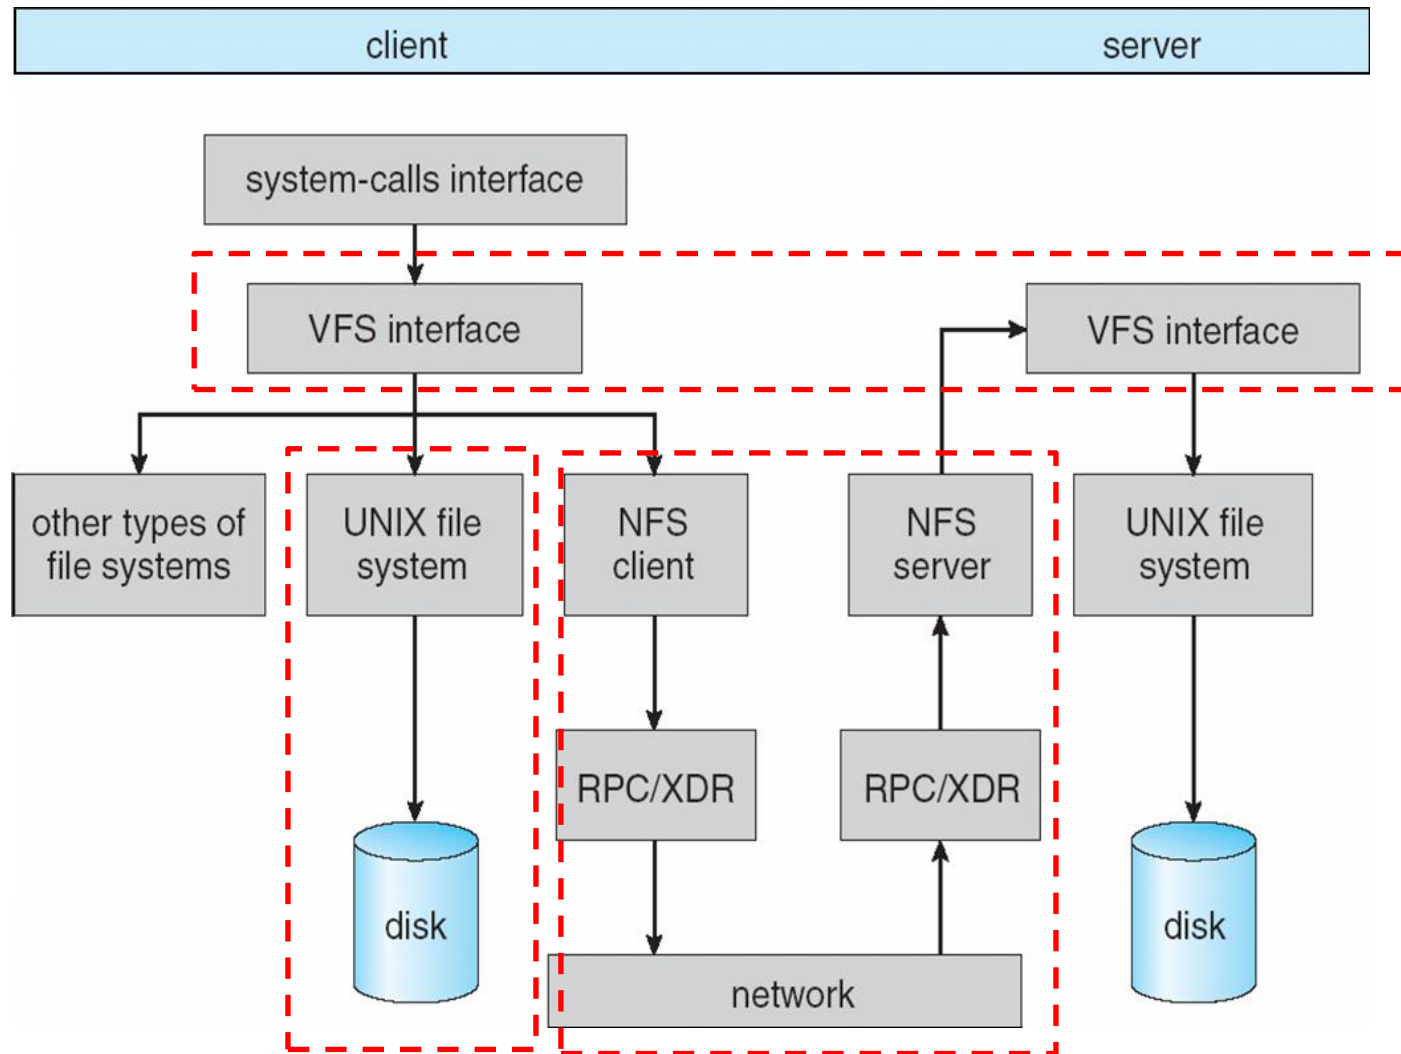 client
server
system-calls interface
VFS interface
VFS interface
other types of
file systems
UNIX file
system
NFS
client
NFS
server
UNIX file
system
RPC/XDR
RPC/XDR
disk
disk
network